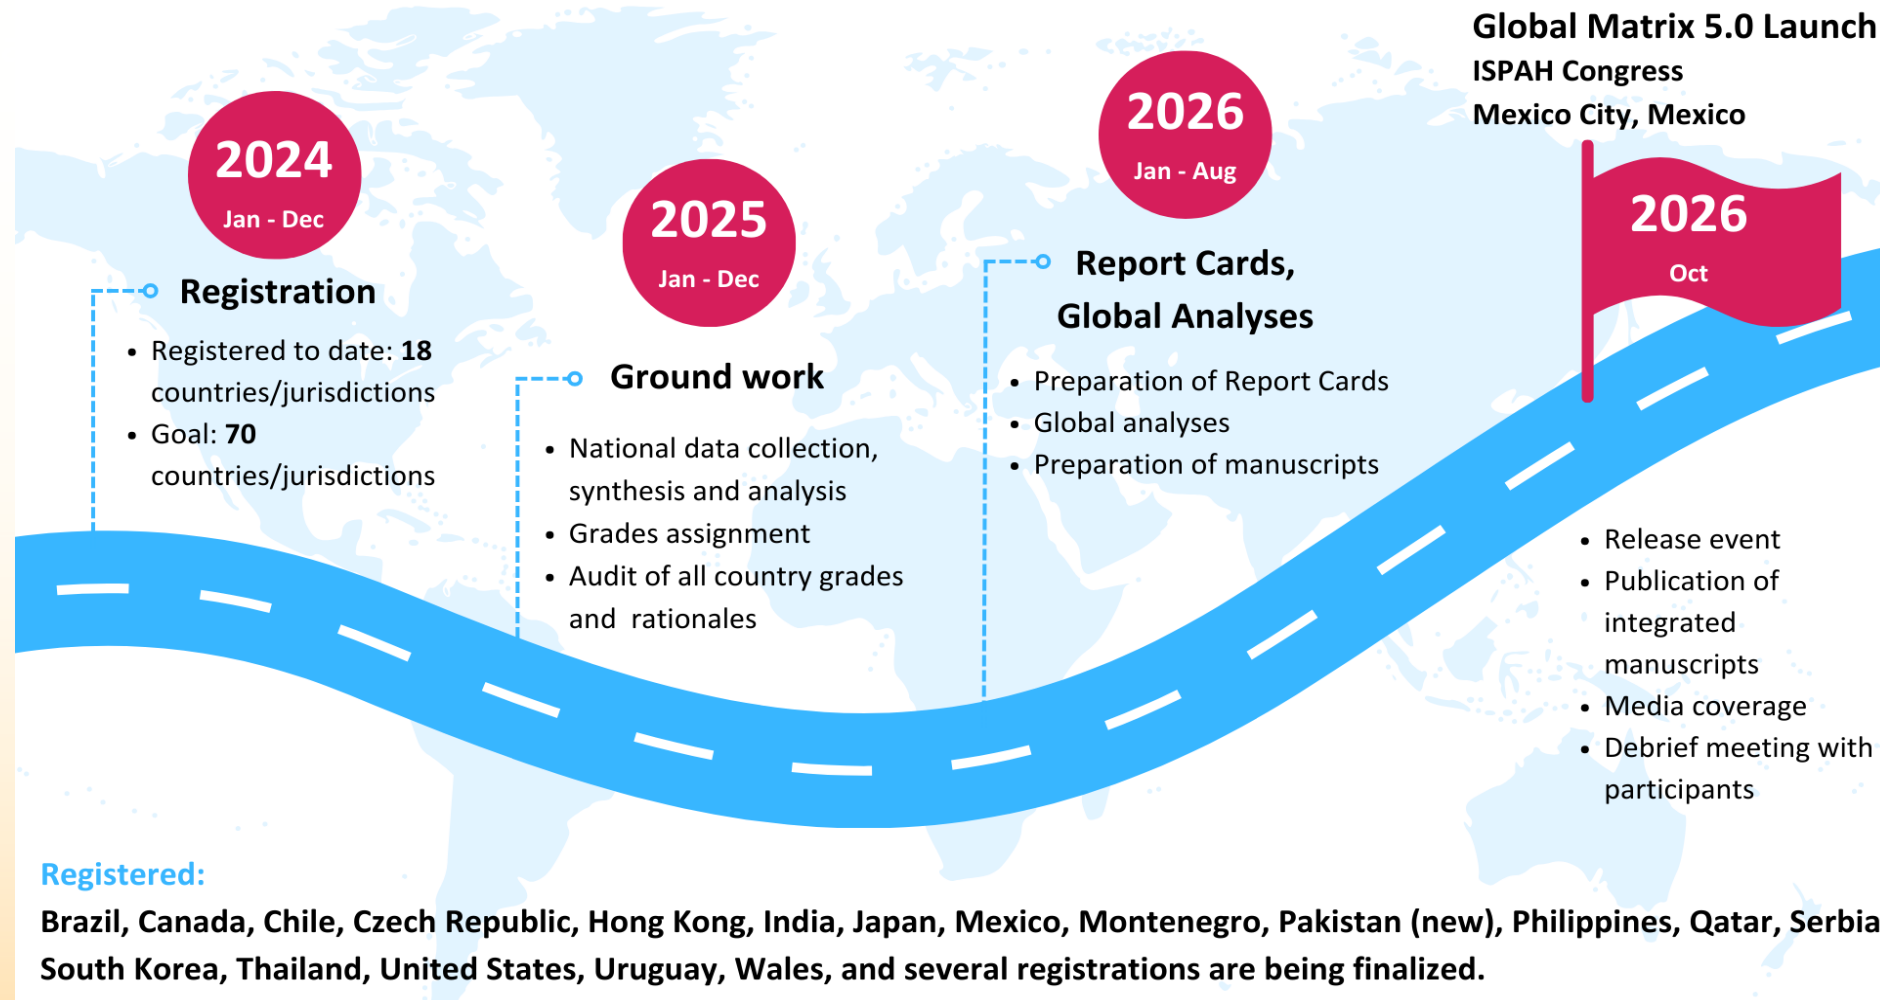 Global Matrix 5.0 Launch
ISPAH Congress
Mexico City, Mexico
2024
Jan - Dec
Registration
• Registered to date: 18
countries/jurisdictions
• Goal: 70
countries/jurisdictions
2025
Jan - Dec
Ground work
• National data collection,
synthesis and analysis
• Grades assignment
• Audit of all country grades
and rationales
2026
Jan - Aug
Report Cards,
Global Analyses
• Preparation of Report Cards
• Global analyses
• Preparation of manuscripts
2026
Oct
• Release event
• Publication of
integrated
manuscripts
• Media coverage
• Debrief meeting with
participants
Registered:
Brazil, Canada, Chile, Czech Republic, Hong Kong, India, Japan, Mexico, Montenegro, Pakistan (new), Philippines, Qatar, Serbia
South Korea, Thailand, United States, Uruguay, Wales, and several registrations are being finalized.